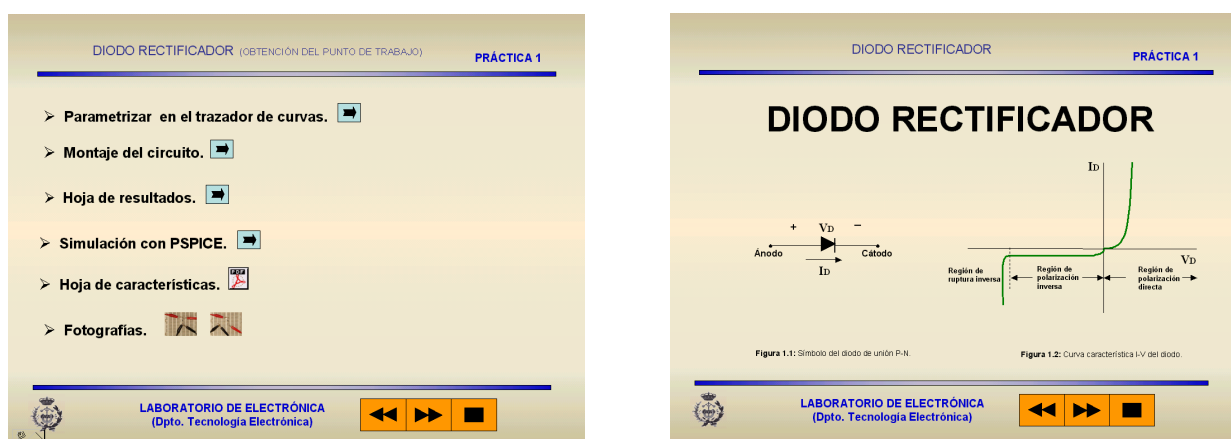 DIODO RECTIFICADOR (OBTENCIÓN DEL PUNTO DE TRABAJO)
PRÁCTICA 1
➢ Parametrizar en el trazador de curvas.
➢ Montaje del circuito.
➢ Hoja de resultados.
➢ Simulación con PSPICE.
➢ Hoja de características.
PDF
➢ Fotografías.
LABORATORIO DE ELECTRÓNICA
(Dpto. Tecnología Electrónica)
DIODO RECTIFICADOR
PRÁCTICA 1
DIODO RECTIFICADOR
+ VD −
Ánodo
Cátodo
ID
ID
VD
Región de
ruptura inversa
Región de
polarización
inversa
Región de
polarización
directa
Figura 1.1: Símbolo del diodo de unión P-N.
Figura 1.2: Curva característica I-V del diodo.
LABORATORIO DE ELECTRÓNICA
(Dpto. Tecnología Electrónica)